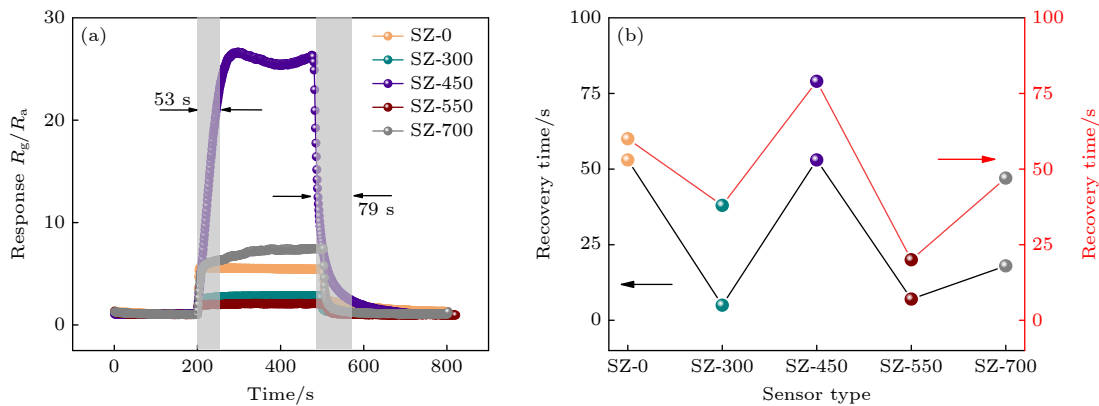 (a)
30
20
10
0
Response Rg/Ra
SZ-0
SZ-300
SZ-450
SZ-550
SZ-700
53 s
79 s
0 200 400 600 800
Time/s
(b)
100
75
50
25
0
Recovery time/s
100
75
50
25
0
Recovery time/s
SZ-0 SZ-300 SZ-450 SZ-550 SZ-700
Sensor type